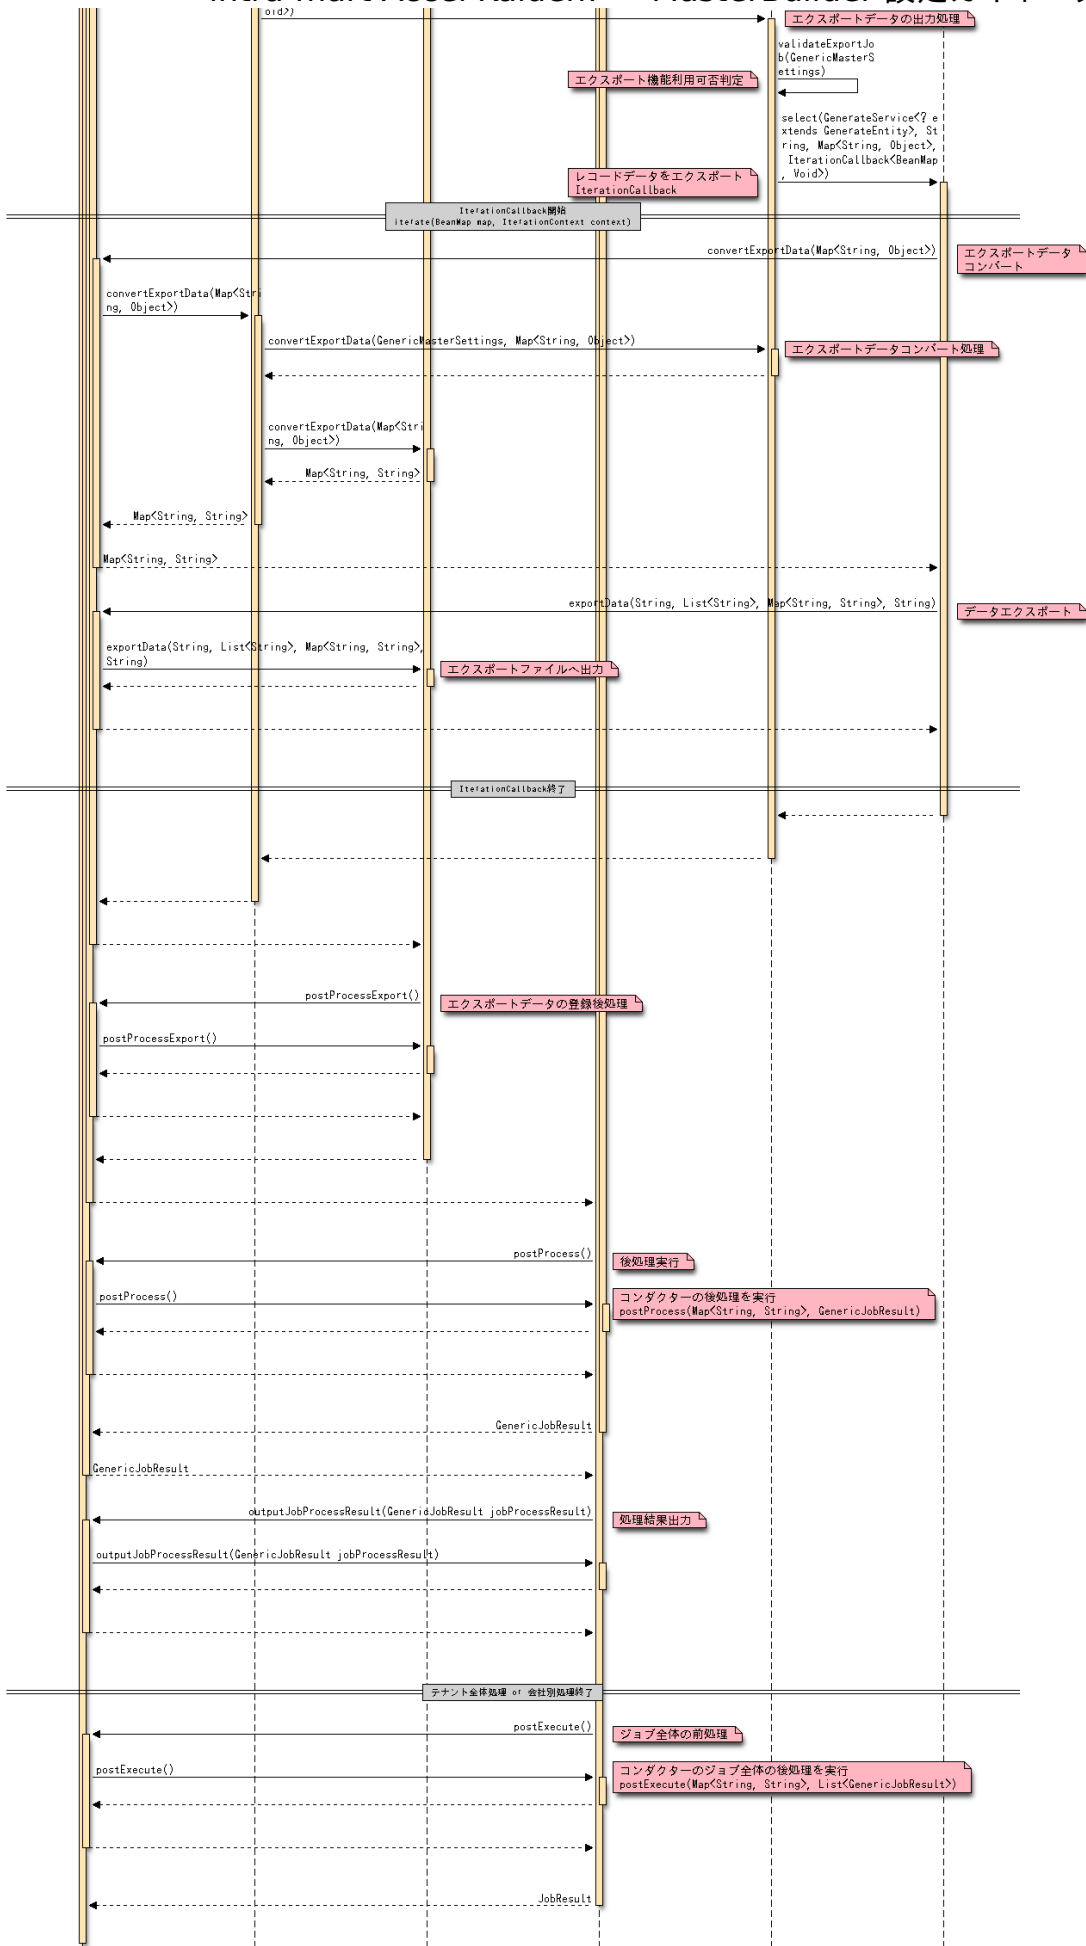 oid>)
エクスポートデータの出力処理
validateExportJo
b(GenericMasterS
ettings)
エクスポート機能利用可否判定
select(GenerateService<? e
xtends GenerateEntity>, St
ring, Map<String, Object>,
IterationCallback<BeanMap
, Void>)
レコードデータをエクスポート
IterationCallback
IterationCallback開始
iterate(BeanMap map, IterationContext context)
convertExportData(Map<String, Object>)
エクスポートデータ
コンバート
convertExportData(Map<Stri
ng, Object>)
convertExportData(GenericMasterSettings, Map<String, Object>)
エクスポートデータコンバート処理
convertExportData(Map<Stri
ng, Object>)
Map<String, String>
Map<String, String>
Map<String, String>
exportData(String, List<String>, Map<String, String>, String)
データエクスポート
exportData(String, List<String>, Map<String, String>,
String)
エクスポートファイルへ出力
IterationCallback終了
postProcessExport()
エクスポートデータの登録後処理
postProcessExport()
postProcess()
後処理実行
postProcess()
コンダクターの後処理を実行
postProcess(Map<String, String>, GenericJobResult)
GenericJobResult
GenericJobResult
outputJobProcessResult(GenericJobResult jobProcessResult)
処理結果出力
outputJobProcessResult(GenericJobResult jobProcessResult)
テナント全体処理 or 会社別処理終了
postExecute()
ジョブ全体の前処理
postExecute()
コンダクターのジョブ全体の後処理を実行
postExecute(Map<String, String>, List<GenericJobResult>)
JobResult